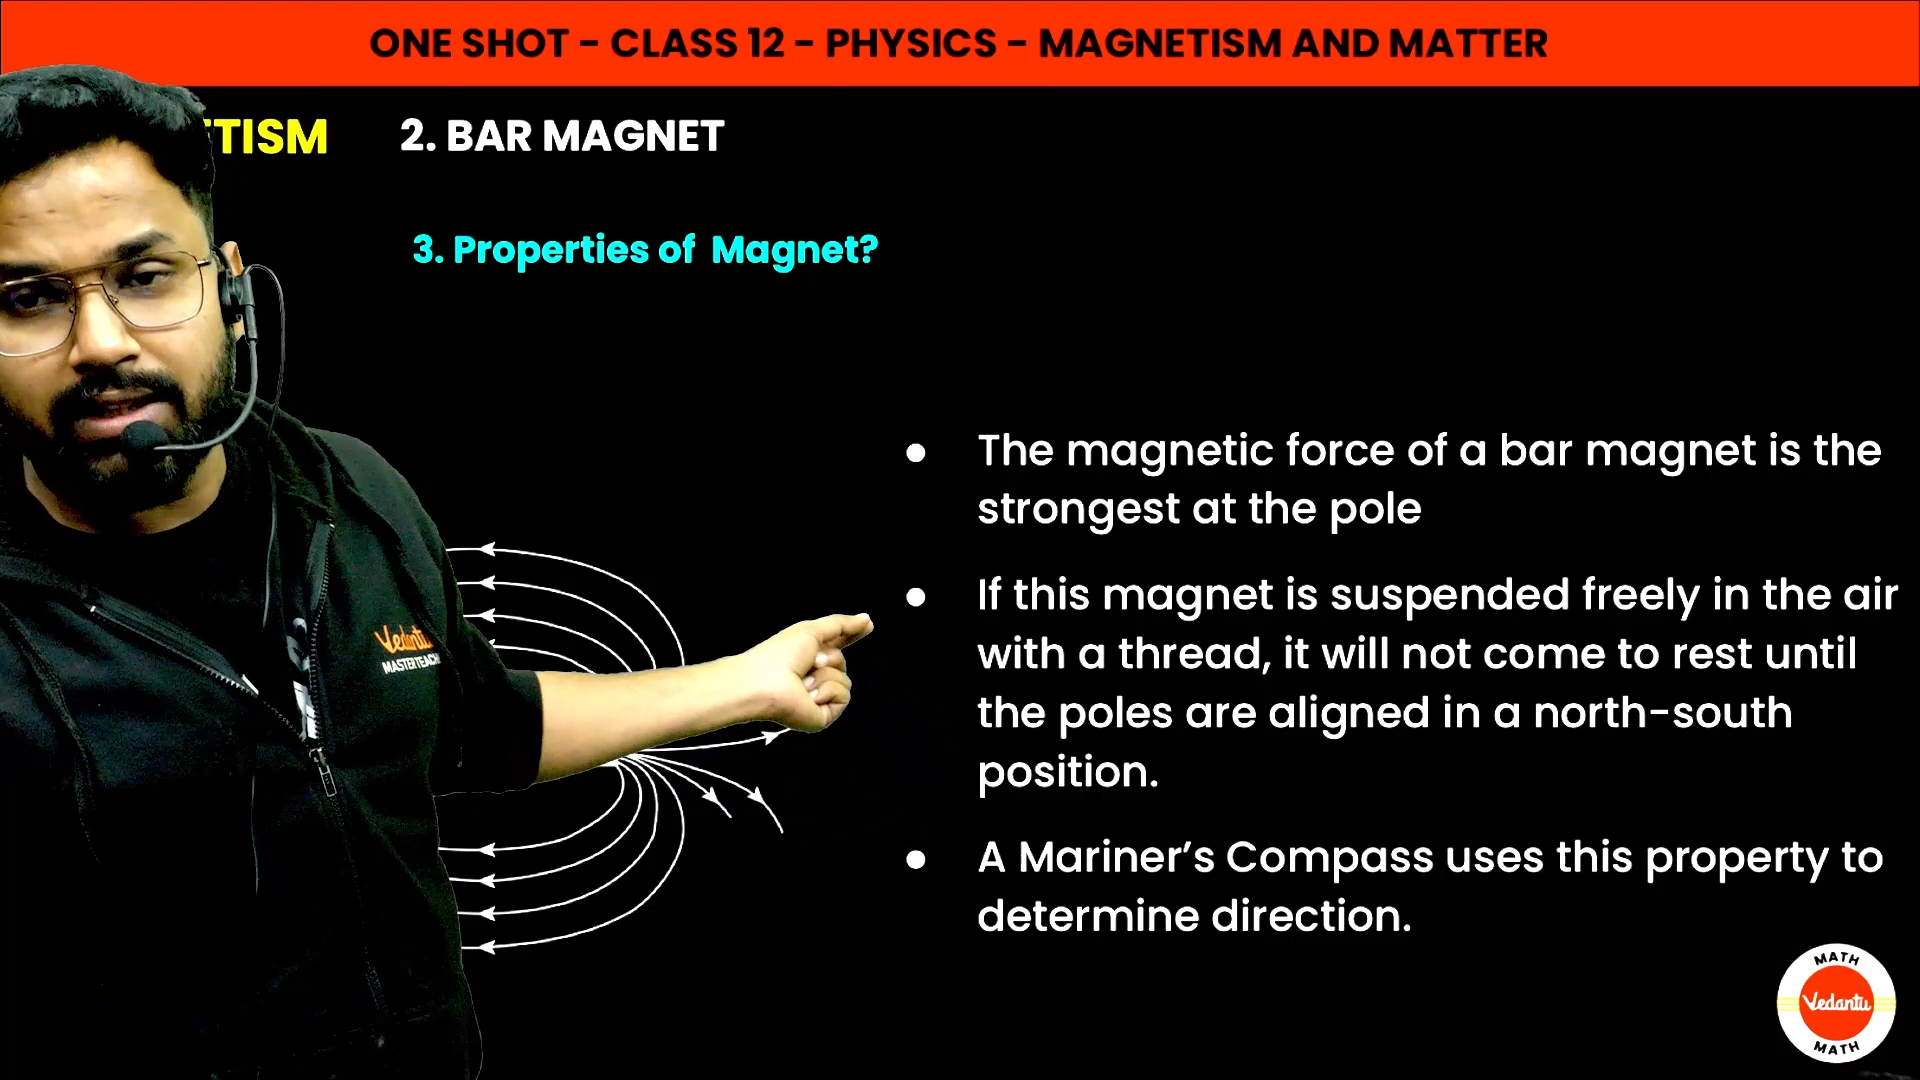 ONE SHOT - CLASS 12 - PHYSICS - MAGNETISM AND MATTER
2. BAR MAGNET
3. Properties of Magnet?
● The magnetic force of a bar magnet is the
strongest at the pole
● If this magnet is suspended freely in the air
with a thread, it will not come to rest until
the poles are aligned in a north-south
position.
● A Mariner's Compass uses this property to
determine direction.
Vedantu
MATH
Vedantu
MATH